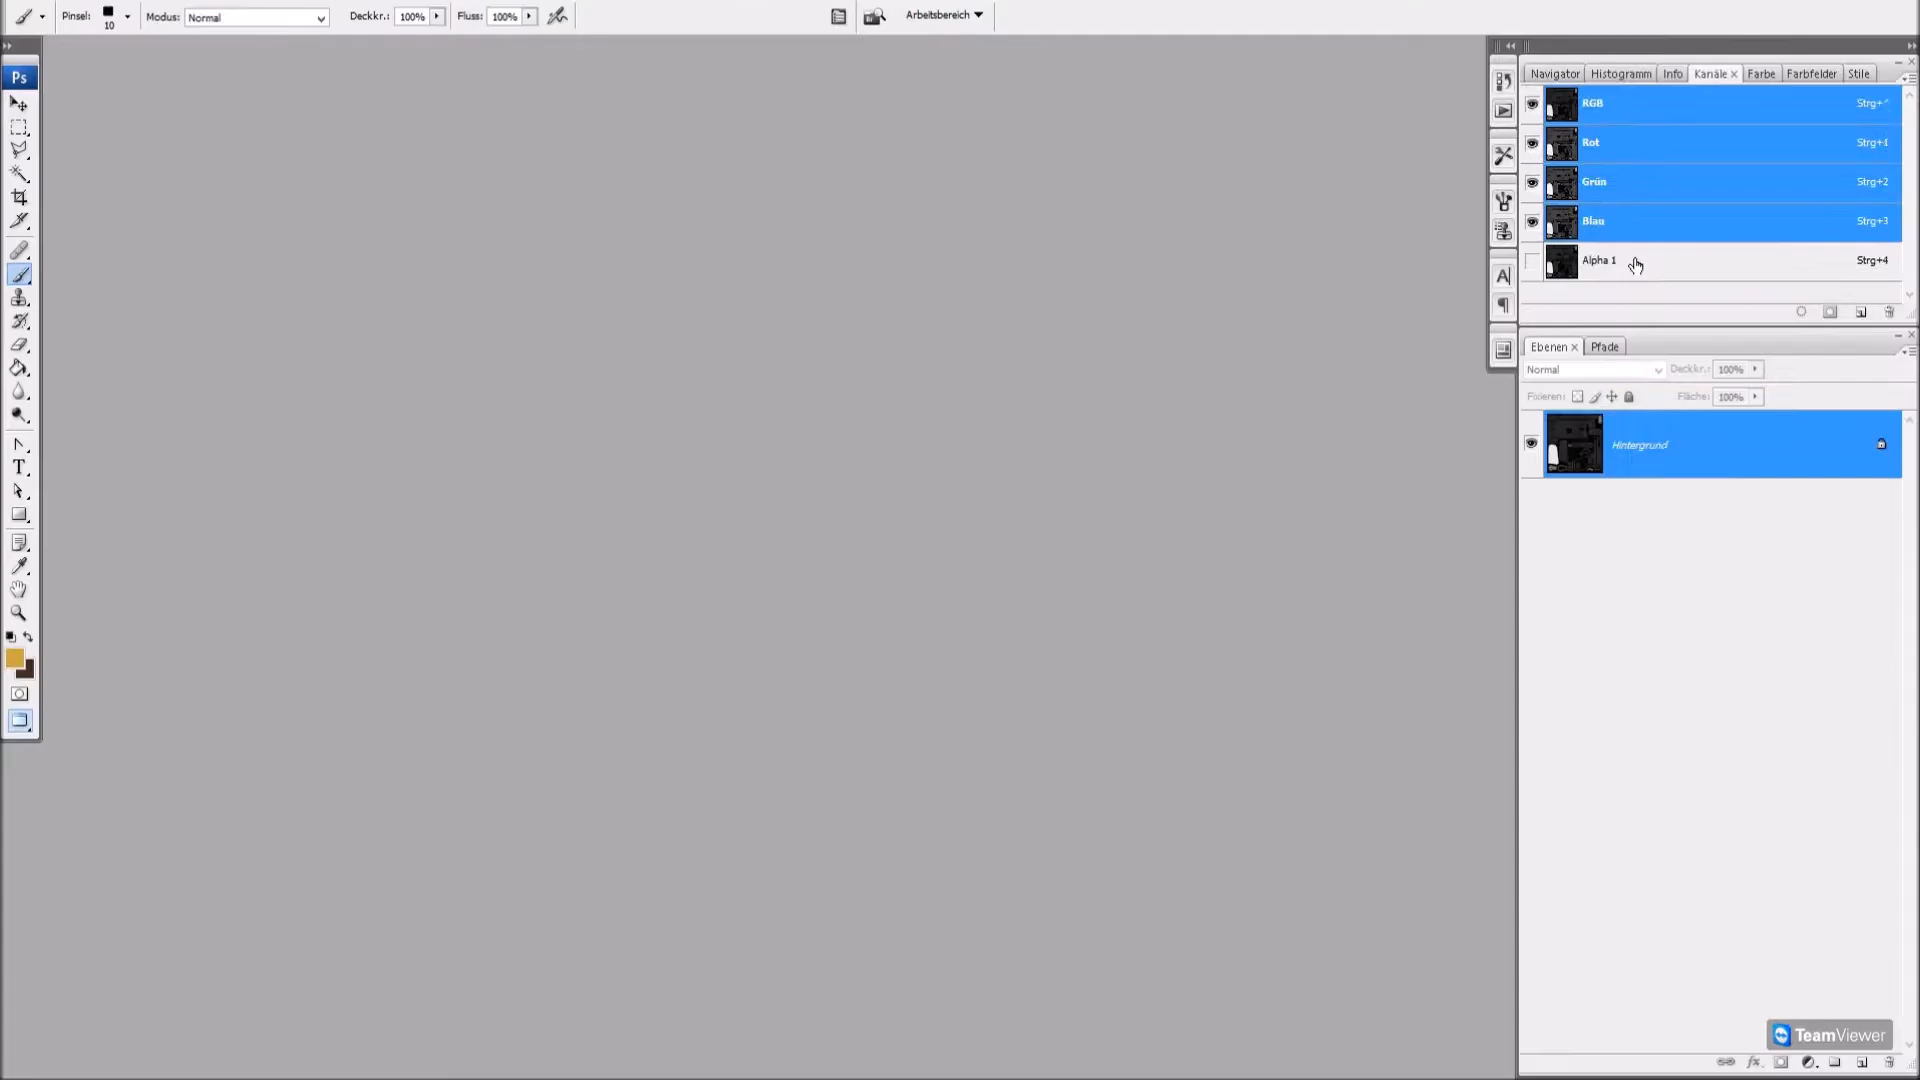 Pinsel: 10 Modus: Normal Deckkr.: 100% Fluss: 100% Arbeitsbereich
Ps
Navigator Histogramm Info Kanäle × Farbe Farbfelder Stile
RGB Strg+^
Rot Strg+1
Grün Strg+2
Blau Strg+3
Alpha 1 Strg+4
Ebenen × Pfade
Normal Deckkr.: 100%
Fixieren: Fläche: 100%
Hintergrund
TeamViewer